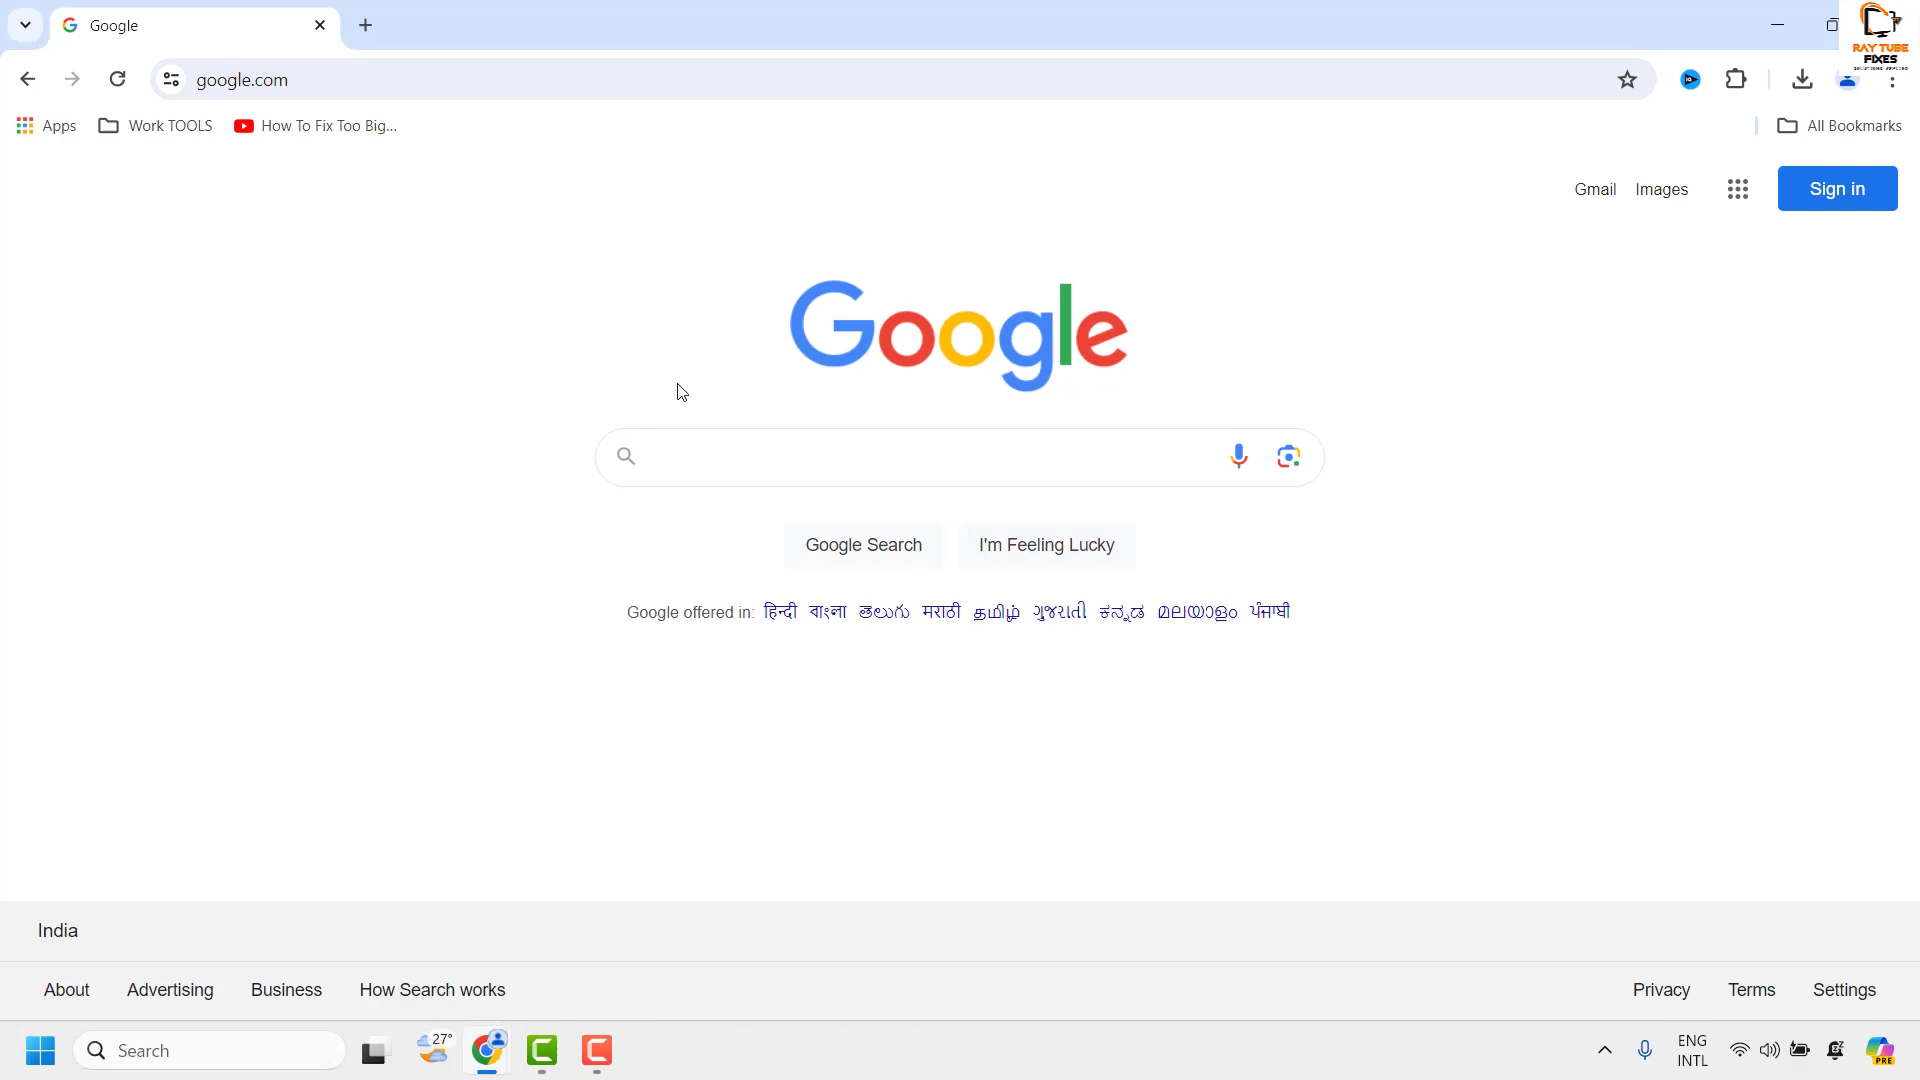 Google
RAY TUBE
FIXES
google.com
Apps Work TOOLS How To Fix Too Big... All Bookmarks
Gmail Images Sign in
Google
Google Search I'm Feeling Lucky
Google offered in: हिन्दी বাংলা తెలుగు मराठी தமிழ் ગુજરાતી ಕನ್ನಡ മലയാളം ਪੰਜਾਬੀ
India
About Advertising Business How Search works Privacy Terms Settings
Search 27° ENG
INTL
PRE